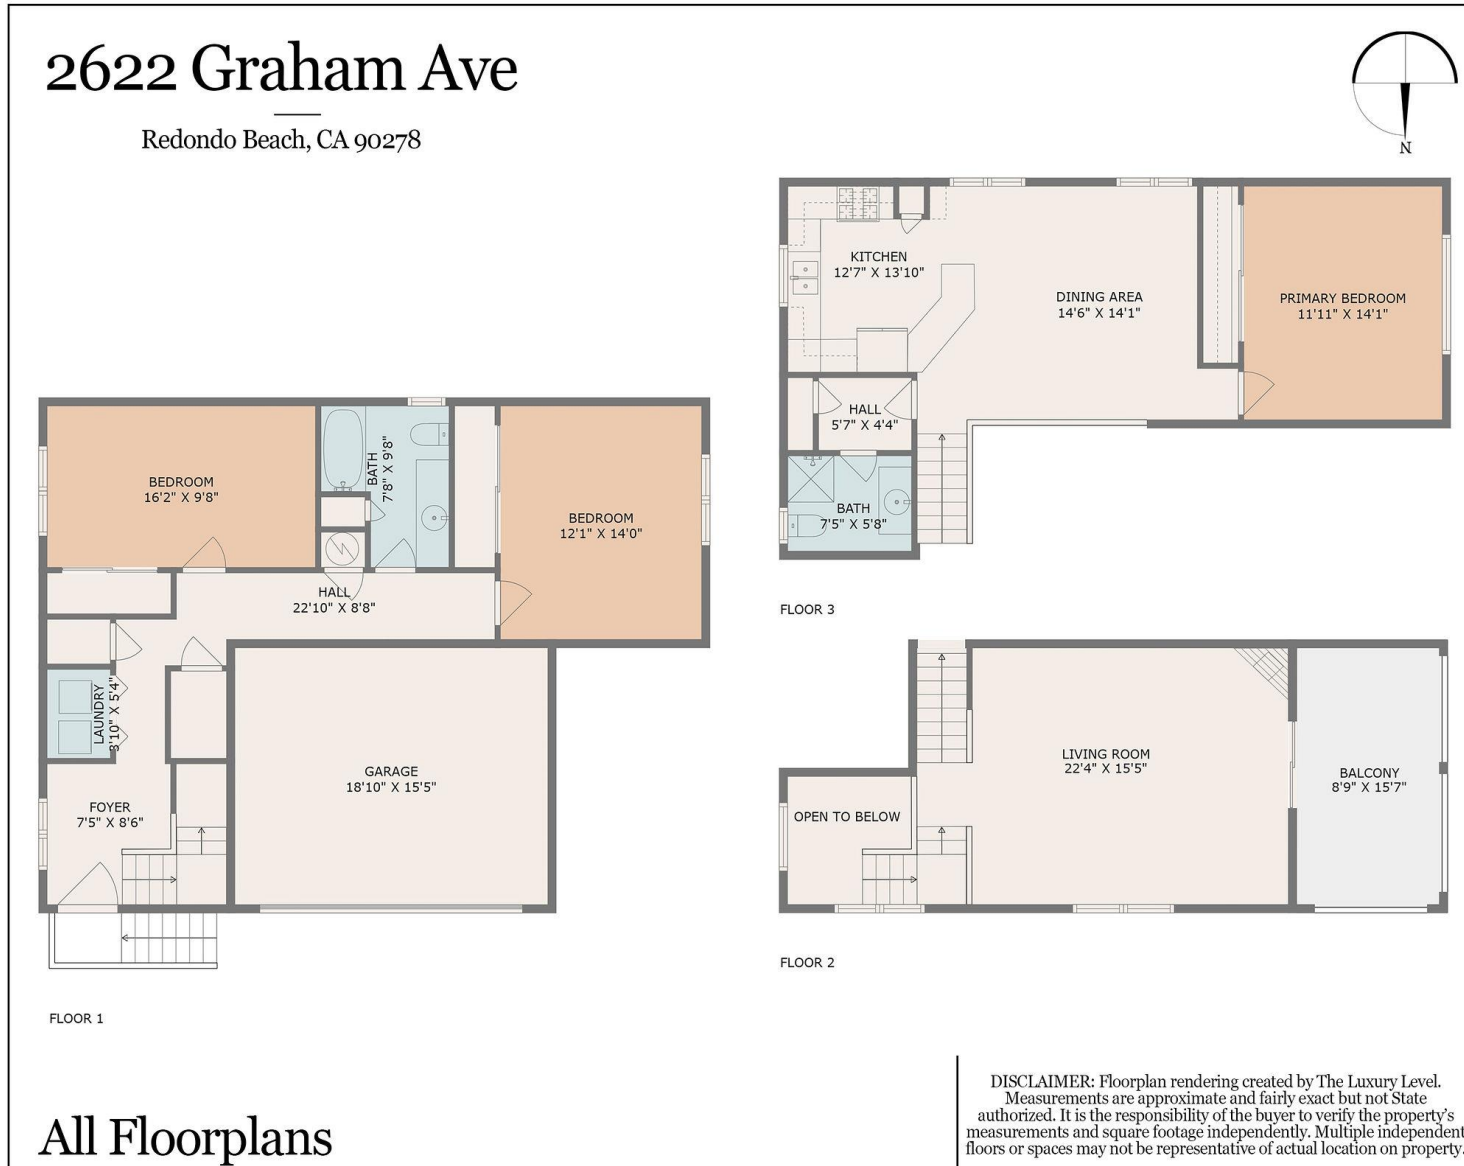 2622 Graham Ave
Redondo Beach, CA 90278
N
KITCHEN
12'7" X 13'10"
DINING AREA
14'6" X 14'1"
PRIMARY BEDROOM
11'11" X 14'1"
HALL
5'7" X 4'4"
BATH
7'5" X 5'8"
FLOOR 3
BEDROOM
16'2" X 9'8"
BATH
7'8" X 9'8"
BEDROOM
12'1" X 14'0"
HALL
22'10" X 8'8"
LAUNDRY
3'10" X 5'4"
GARAGE
18'10" X 15'5"
FOYER
7'5" X 8'6"
FLOOR 1
LIVING ROOM
22'4" X 15'5"
BALCONY
8'9" X 15'7"
OPEN TO BELOW
FLOOR 2
All Floorplans
DISCLAIMER: Floorplan rendering created by The Luxury Level.
Measurements are approximate and fairly exact but not State
authorized. It is the responsibility of the buyer to verify the property's
measurements and square footage independently. Multiple independent
floors or spaces may not be representative of actual location on property.